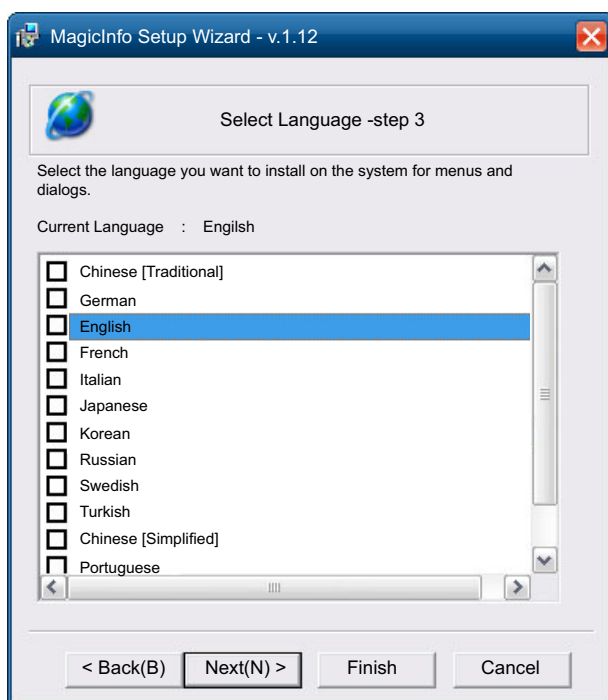 MagicInfo Setup Wizard - v.1.12
Select Language -step 3
Select the language you want to install on the system for menus and
dialogs.
Current Language : Engilsh
Chinese [Traditional]
German
English
French
Italian
Japanese
Korean
Russian
Swedish
Turkish
Chinese [Simplified]
Portuguese
< Back(B) Next(N) > Finish Cancel